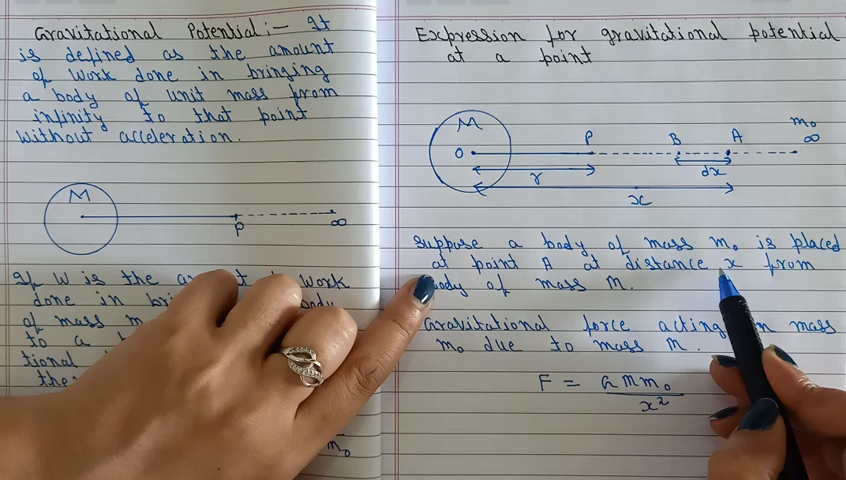 Gravitational Potential:- It
is defined as the amount
of work done in bringing
a body of unit mass from
infinity to that point
without acceleration.
M
P
∞
If W is the work
done in
of mass m
to a
tional
the
m₀
Expression for gravitational potential
at a point
M
O
P
B
A
m₀
∞
r
dx
x
Suppose a body of mass m₀ is placed
at point A at distance x from
body of mass M.
Gravitational force acting on mass
m₀ due to mass M.
F = GMm₀
x²